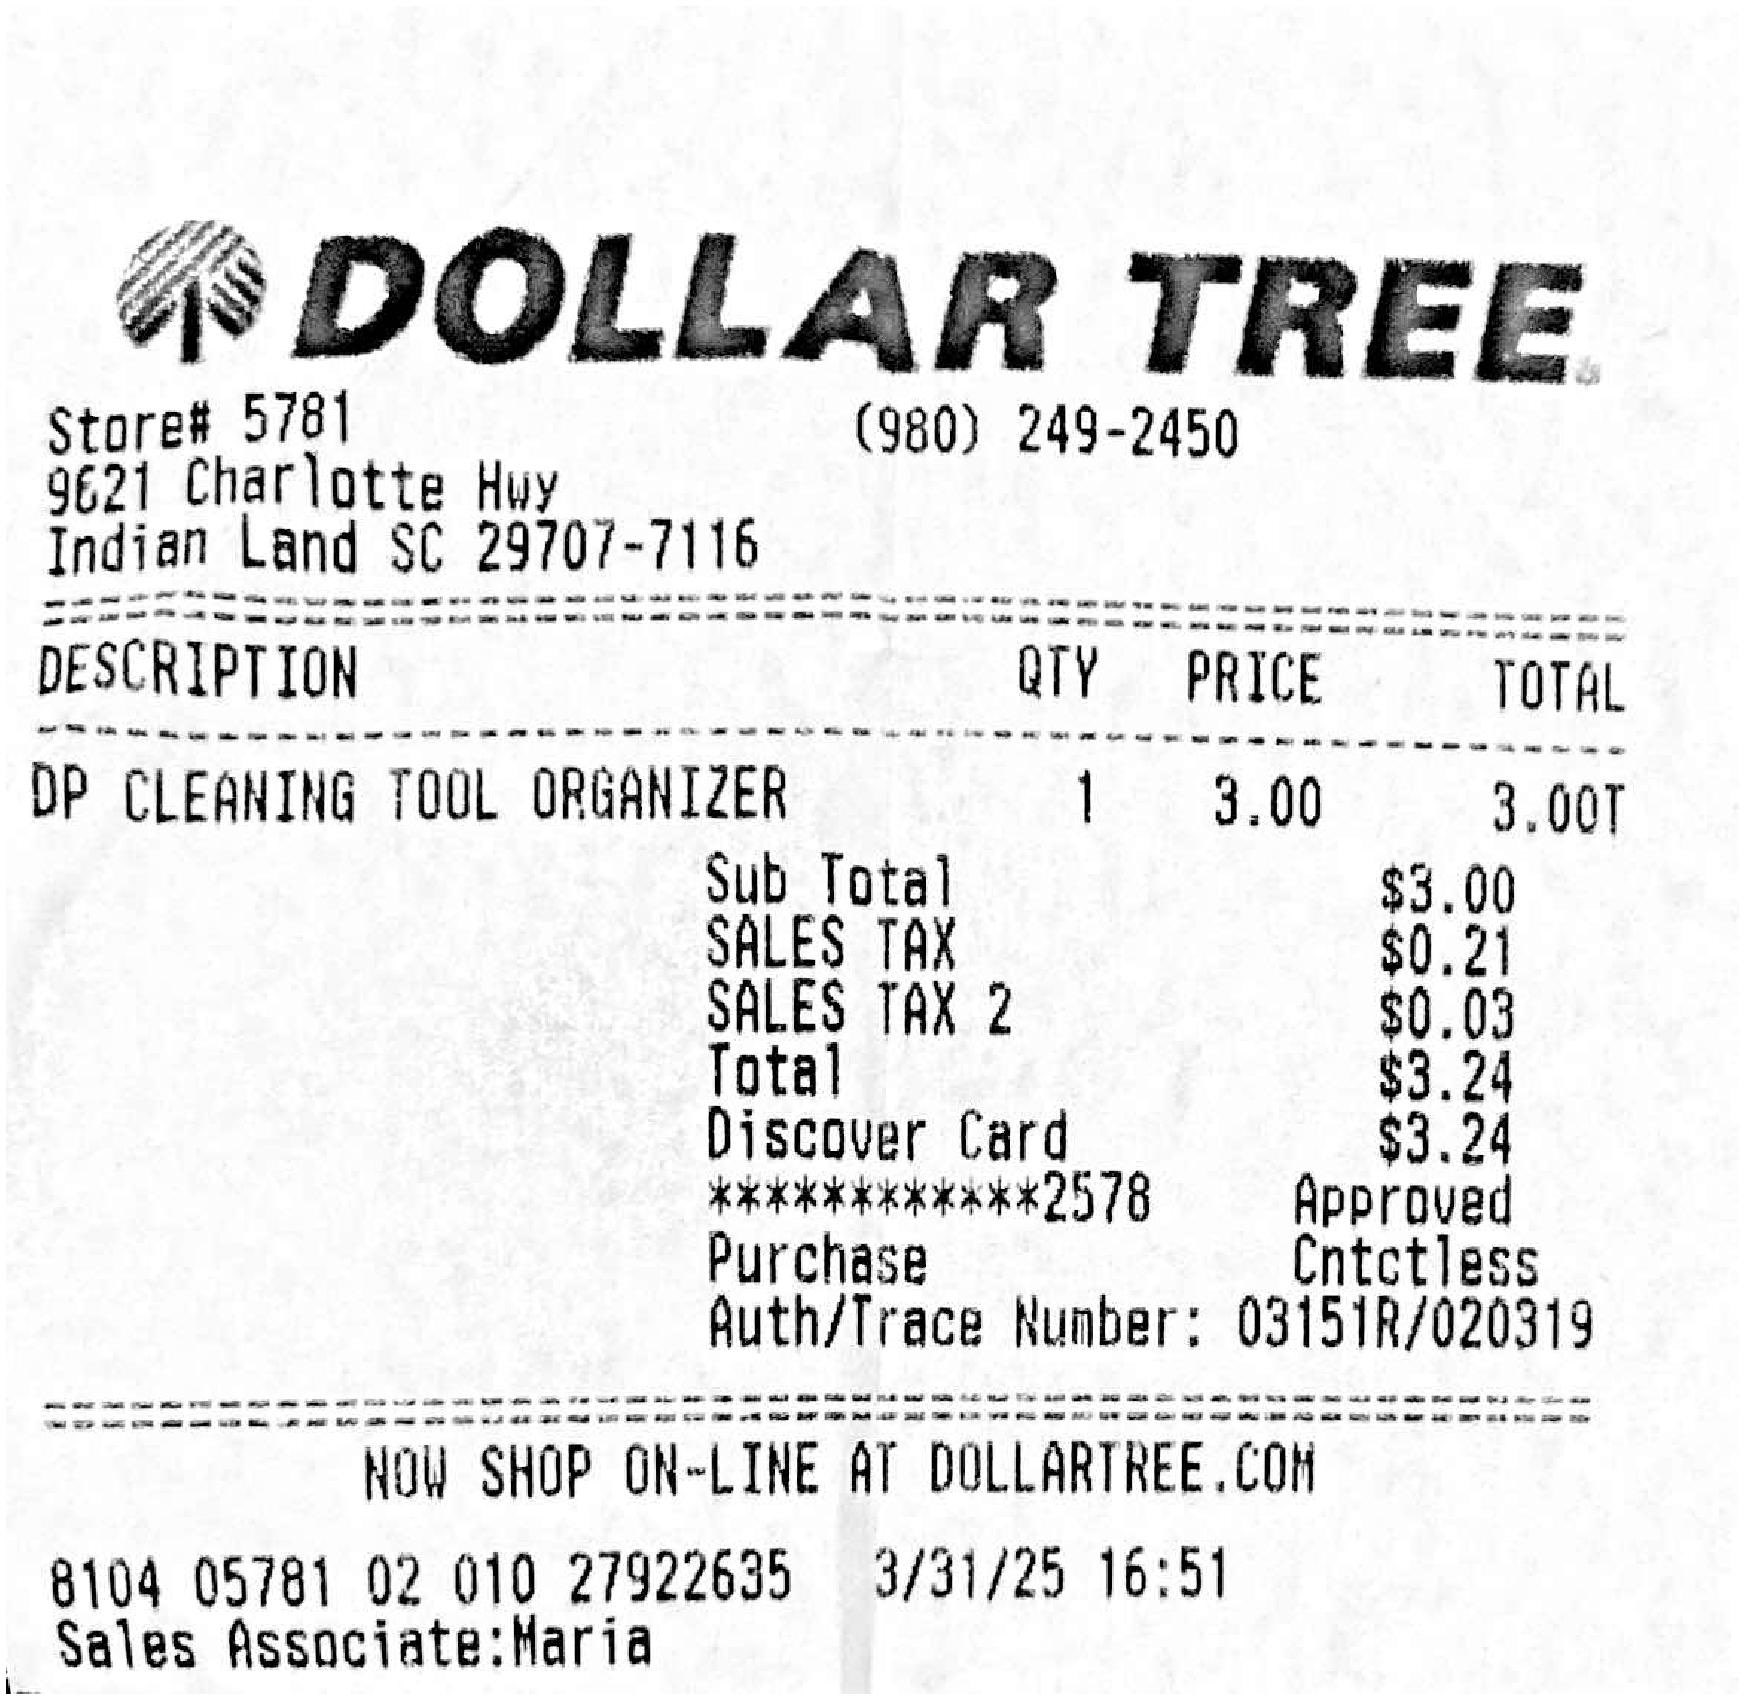 DOLLAR TREE
Store# 5781 (980) 249-2450
9621 Charlotte Hwy
Indian Land SC 29707-7116
DESCRIPTION QTY PRICE TOTAL
DP CLEANING TOOL ORGANIZER 1 3.00 3.00T
Sub Total $3.00
SALES TAX $0.21
SALES TAX 2 $0.03
Total $3.24
Discover Card $3.24
************2578 Approved
Purchase Cntctless
Auth/Trace Number: 03151R/020319
NOW SHOP ON-LINE AT DOLLARTREE.COM
8104 05781 02 010 27922635 3/31/25 16:51
Sales Associate:Maria